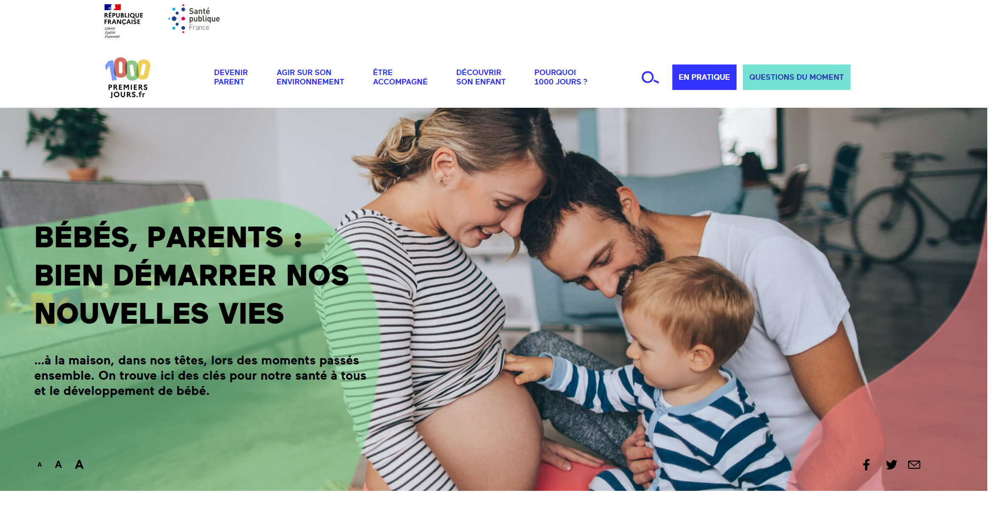 RÉPUBLIQUE
FRANÇAISE
Liberté
Égalité
Fraternité
Santé
publique
France
1000
PREMIERS
JOURS.fr
DEVENIR
PARENT
AGIR SUR SON
ENVIRONNEMENT
ÊTRE
ACCOMPAGNÉ
DÉCOUVRIR
SON ENFANT
POURQUOI
1000 JOURS ?
EN PRATIQUE
QUESTIONS DU MOMENT
BÉBÉS, PARENTS :
BIEN DÉMARRER NOS
NOUVELLES VIES
...à la maison, dans nos têtes, lors des moments passés
ensemble. On trouve ici des clés pour notre santé à tous
et le développement de bébé.
A A A